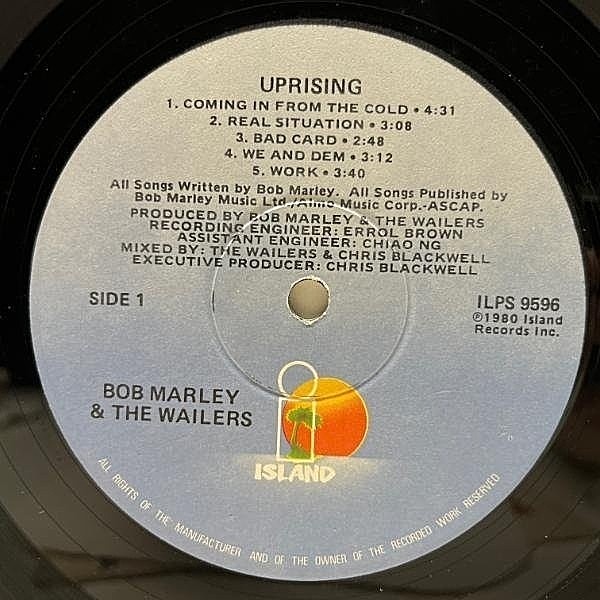 UPRISING
1. COMING IN FROM THE COLD • 4:31
2. REAL SITUATION • 3:08
3. BAD CARD • 2:48
4. WE AND DEM • 3:12
5. WORK • 3:40
All Songs Written by Bob Marley. All Songs Published by
Bob Marley Music Ltd./Almo Music Corp.-ASCAP.
PRODUCED BY BOB MARLEY & THE WAILERS
RECORDING ENGINEER: ERROL BROWN
ASSISTANT ENGINEER: CHIAO NG
MIXED BY: THE WAILERS & CHRIS BLACKWELL
EXECUTIVE PRODUCER: CHRIS BLACKWELL
SIDE 1
ILPS 9596
℗1980 Island
Records Inc.
BOB MARLEY
& THE WAILERS
ISLAND
ALL RIGHTS OF THE MANUFACTURER AND OF THE OWNER OF THE RECORDED WORK RESERVED